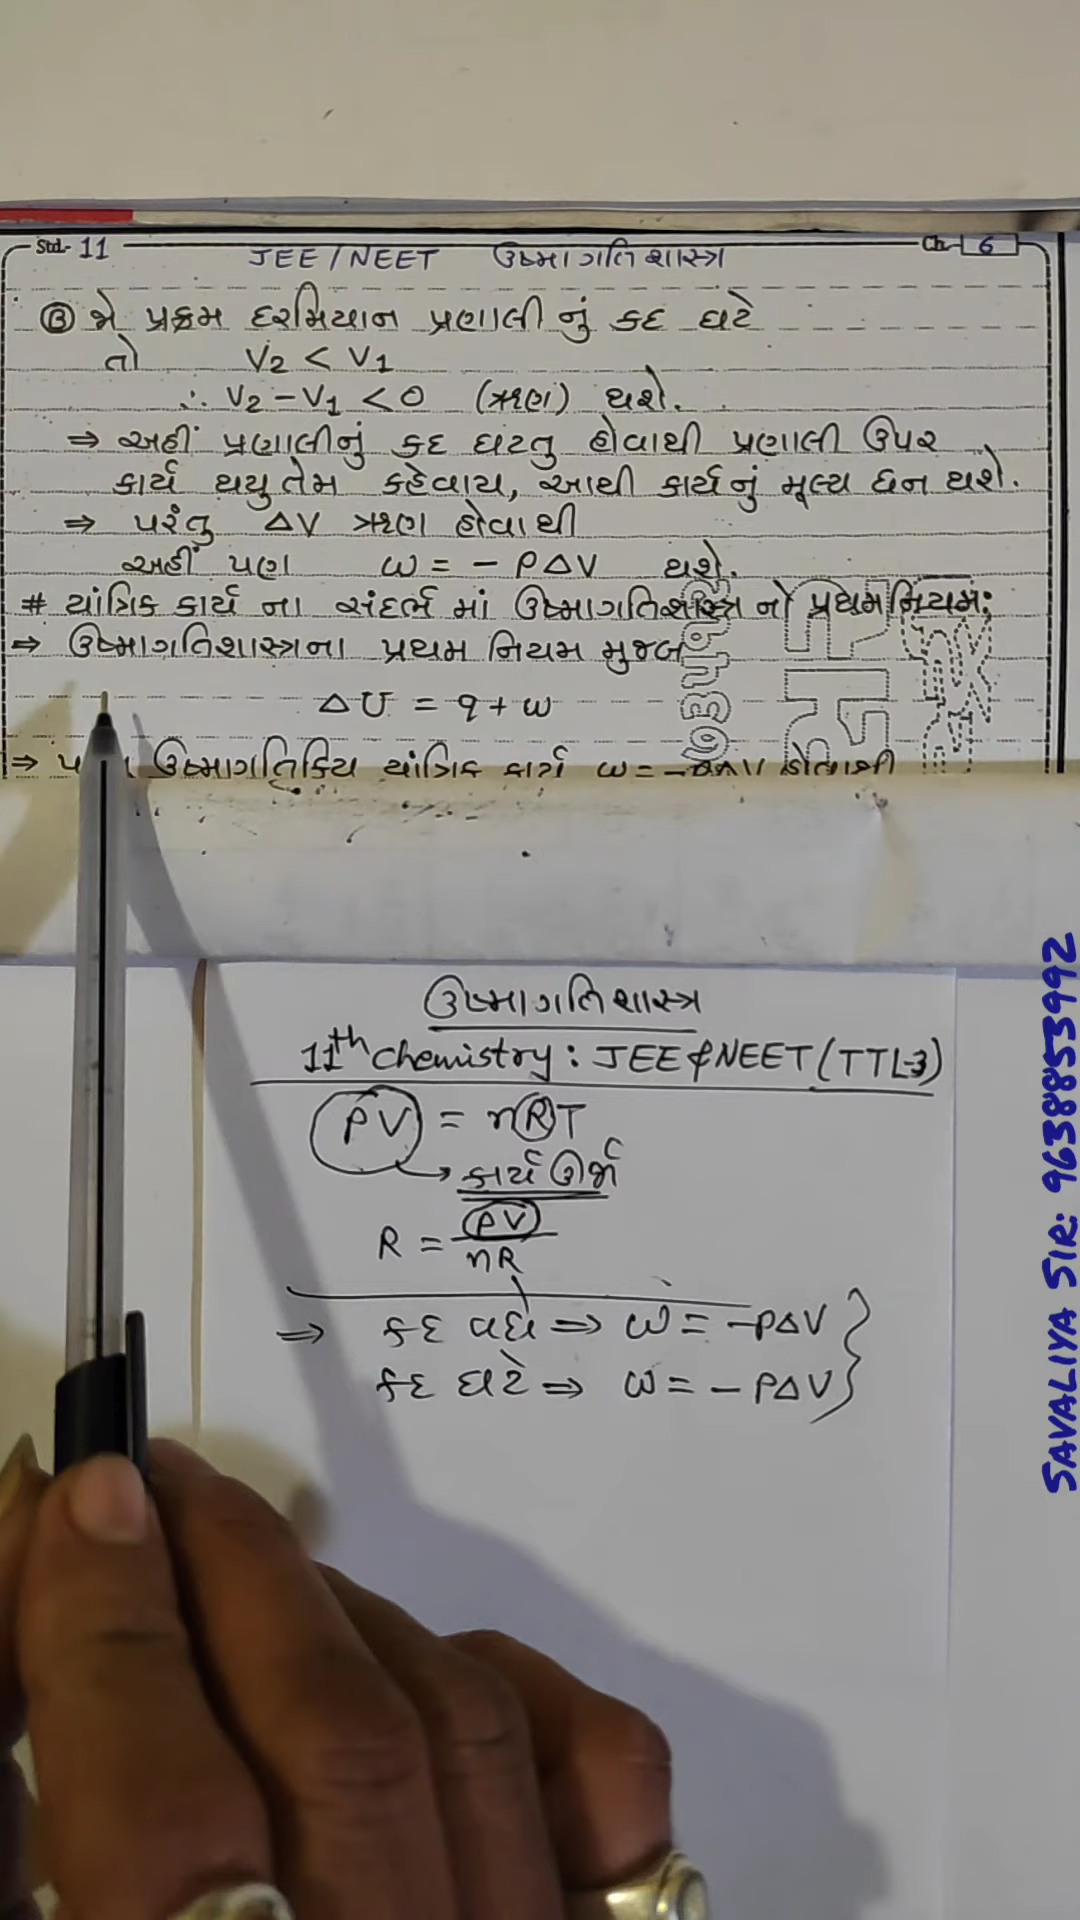 Std.- 11 JEE/NEET ઉષ્માગતિશાસ્ત્ર Ch- 6
(B) જો પ્રક્રમ દરમિયાન પ્રણાલીનું કદ ઘટે
તો V2 < V1
∴ V2 - V1 < 0 (ઋણ) થશે.
⇒ અહીં પ્રણાલીનું કદ ઘટતુ હોવાથી પ્રણાલી ઉપર
કાર્ય થયુ તેમ કહેવાય, આથી કાર્યનું મૂલ્ય ધન થશે.
⇒ પરંતુ ΔV ઋણ હોવાથી
અહીં પણ w = - PΔV થશે.
# યાંત્રિક કાર્ય ના સંદર્ભ માં ઉષ્માગતિશાસ્ત્ર નો પ્રથમ નિયમ:
⇒ ઉષ્માગતિશાસ્ત્રના પ્રથમ નિયમ મુજબ
ΔU = q + w
⇒ ઉષ્માગતિકિય યાંત્રિક કાર્ય w = - હોવાથી
ઉષ્માગતિશાસ્ત્ર
11th chemistry: JEE & NEET (TTL-3)
PV = nRT
→ કાર્ય ઊર્જા
R = PV
nR
⇒ કદ વધે ⇒ w = -PΔV
કદ ઘટે ⇒ w = - PΔV
SAVALIYA SIR: 9638853992